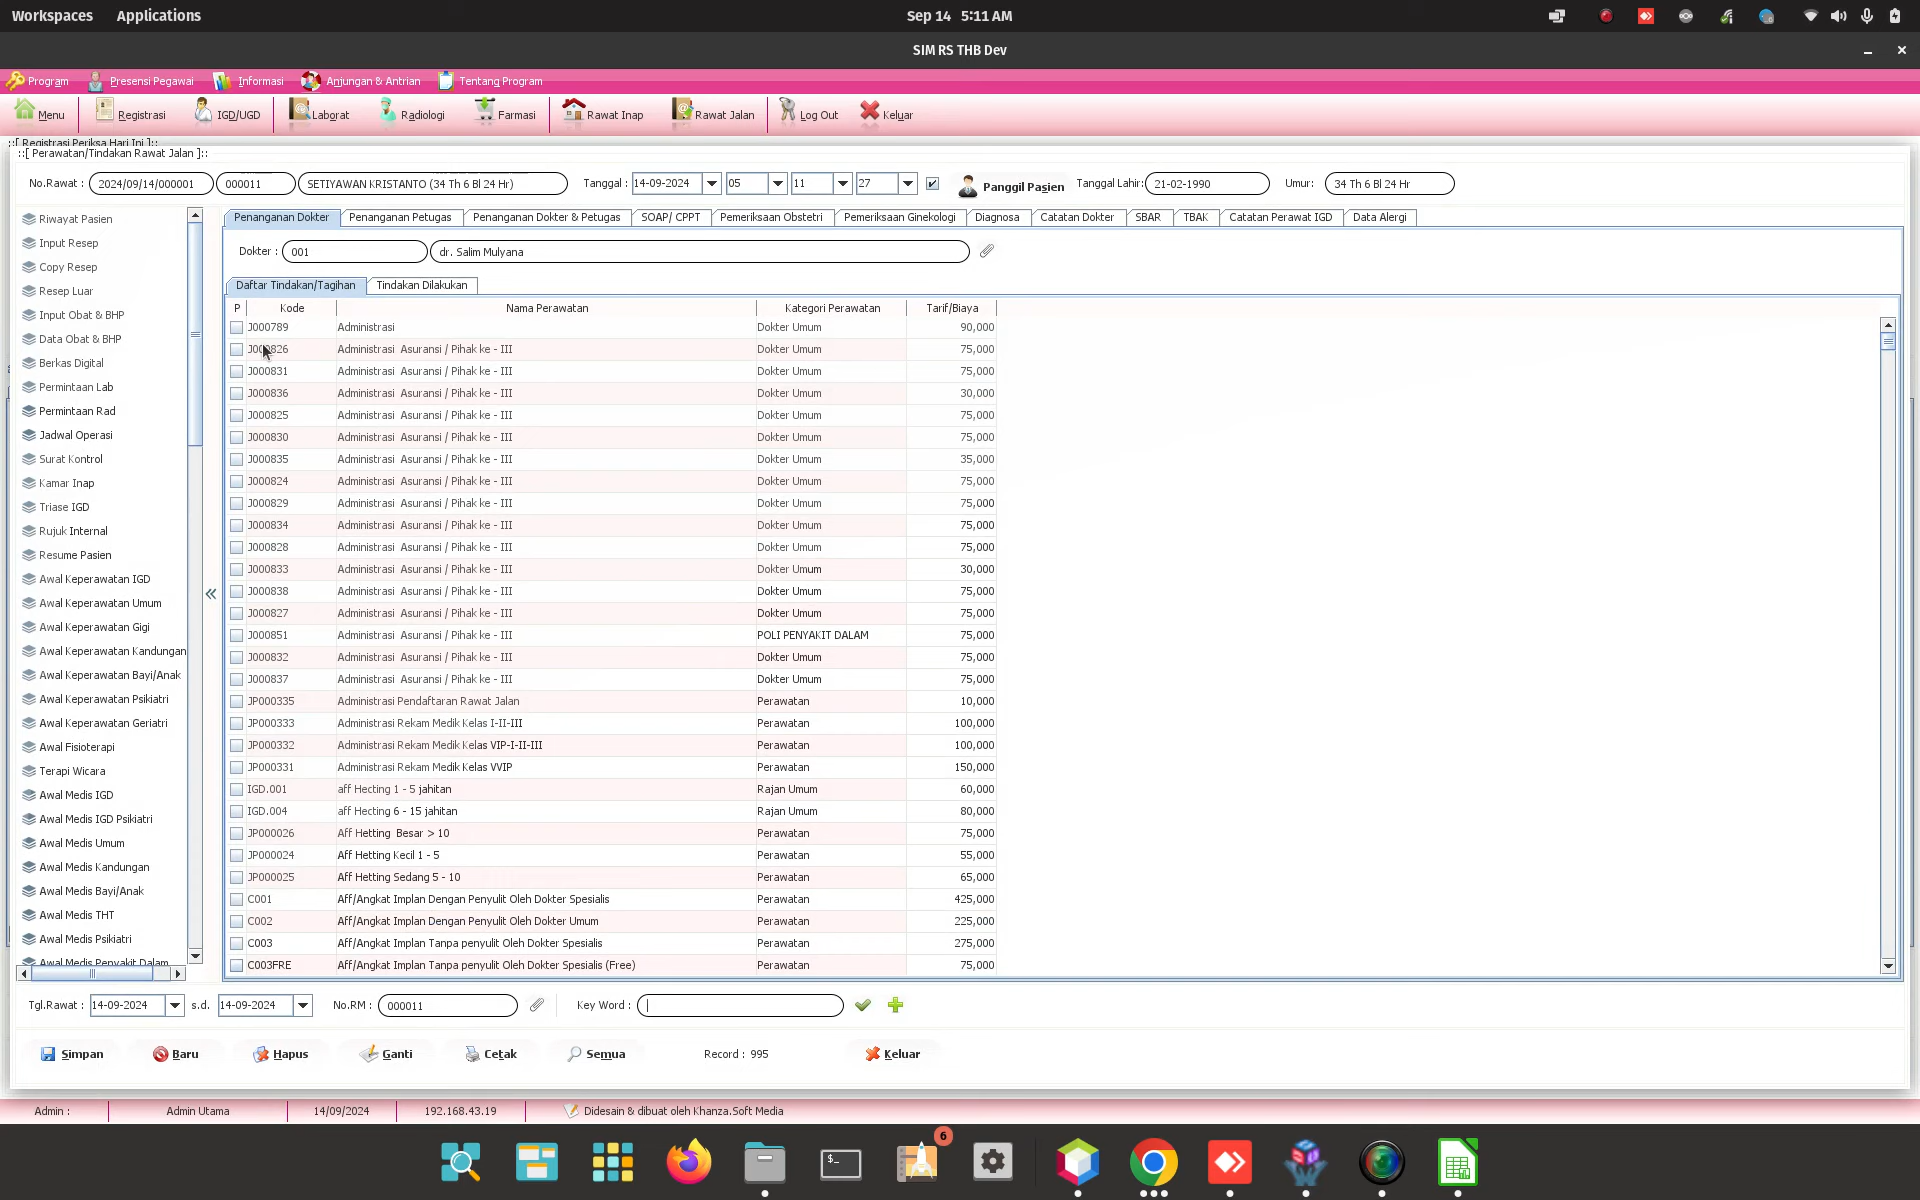 Workspaces Applications Sep 14 5:11 AM
SIM RS THB Dev
Program Presensi Pegawai Informasi Anjungan & Antrian Tentang Program
Menu Registrasi IGD/UGD Laborat Radiologi Farmasi Rawat Inap Rawat Jalan Log Out Keluar
::[ Registrasi Periksa Hari Ini ]::
::[ Perawatan/Tindakan Rawat Jalan ]::
No.Rawat : 2024/09/14/000001 000011 SETIYAWAN KRISTANTO (34 Th 6 Bl 24 Hr) Tanggal : 14-09-2024 05 11 27 Panggil Pasien Tanggal Lahir: 21-02-1990 Umur: 34 Th 6 Bl 24 Hr
Riwayat Pasien
Input Resep
Copy Resep
Resep Luar
Input Obat & BHP
Data Obat & BHP
Berkas Digital
Permintaan Lab
Permintaan Rad
Jadwal Operasi
Surat Kontrol
Kamar Inap
Triase IGD
Rujuk Internal
Resume Pasien
Awal Keperawatan IGD
Awal Keperawatan Umum
Awal Keperawatan Gigi
Awal Keperawatan Kandungan
Awal Keperawatan Bayi/Anak
Awal Keperawatan Psikiatri
Awal Keperawatan Geriatri
Awal Fisioterapi
Terapi Wicara
Awal Medis IGD
Awal Medis IGD Psikiatri
Awal Medis Umum
Awal Medis Kandungan
Awal Medis Bayi/Anak
Awal Medis THT
Awal Medis Psikiatri
Awal Medis Penyakit Dalam
Penanganan Dokter Penanganan Petugas Penanganan Dokter & Petugas SOAP/ CPPT Pemeriksaan Obstetri Pemeriksaan Ginekologi Diagnosa Catatan Dokter SBAR TBAK Catatan Perawat IGD Data Alergi
Dokter : 001 dr. Salim Mulyana
Daftar Tindakan/Tagihan Tindakan Dilakukan
P Kode Nama Perawatan Kategori Perawatan Tarif/Biaya
J000789 Administrasi Dokter Umum 90,000
J000826 Administrasi Asuransi / Pihak ke - III Dokter Umum 75,000
J000831 Administrasi Asuransi / Pihak ke - III Dokter Umum 75,000
J000836 Administrasi Asuransi / Pihak ke - III Dokter Umum 30,000
J000825 Administrasi Asuransi / Pihak ke - III Dokter Umum 75,000
J000830 Administrasi Asuransi / Pihak ke - III Dokter Umum 75,000
J000835 Administrasi Asuransi / Pihak ke - III Dokter Umum 35,000
J000824 Administrasi Asuransi / Pihak ke - III Dokter Umum 75,000
J000829 Administrasi Asuransi / Pihak ke - III Dokter Umum 75,000
J000834 Administrasi Asuransi / Pihak ke - III Dokter Umum 75,000
J000828 Administrasi Asuransi / Pihak ke - III Dokter Umum 75,000
J000833 Administrasi Asuransi / Pihak ke - III Dokter Umum 30,000
J000838 Administrasi Asuransi / Pihak ke - III Dokter Umum 75,000
J000827 Administrasi Asuransi / Pihak ke - III Dokter Umum 75,000
J000851 Administrasi Asuransi / Pihak ke - III POLI PENYAKIT DALAM 75,000
J000832 Administrasi Asuransi / Pihak ke - III Dokter Umum 75,000
J000837 Administrasi Asuransi / Pihak ke - III Dokter Umum 75,000
JP000335 Administrasi Pendaftaran Rawat Jalan Perawatan 10,000
JP000333 Administrasi Rekam Medik Kelas I-II-III Perawatan 100,000
JP000332 Administrasi Rekam Medik Kelas VIP-I-II-III Perawatan 100,000
JP000331 Administrasi Rekam Medik Kelas VVIP Perawatan 150,000
IGD.001 aff Hecting 1 - 5 jahitan Rajan Umum 60,000
IGD.004 aff Hecting 6 - 15 jahitan Rajan Umum 80,000
JP000026 Aff Hetting Besar > 10 Perawatan 75,000
JP000024 Aff Hetting Kecil 1 - 5 Perawatan 55,000
JP000025 Aff Hetting Sedang 5 - 10 Perawatan 65,000
C001 Aff/Angkat Implan Dengan Penyulit Oleh Dokter Spesialis Perawatan 425,000
C002 Aff/Angkat Implan Dengan Penyulit Oleh Dokter Umum Perawatan 225,000
C003 Aff/Angkat Implan Tanpa penyulit Oleh Dokter Spesialis Perawatan 275,000
C003FRE Aff/Angkat Implan Tanpa penyulit Oleh Dokter Spesialis (Free) Perawatan 75,000
Tgl.Rawat : 14-09-2024 s.d. 14-09-2024 No.RM : 000011 Key Word :
Simpan Baru Hapus Ganti Cetak Semua Record : 995 Keluar
Admin : Admin Utama 14/09/2024 192.168.43.19 Didesain & dibuat oleh Khanza.Soft Media
6